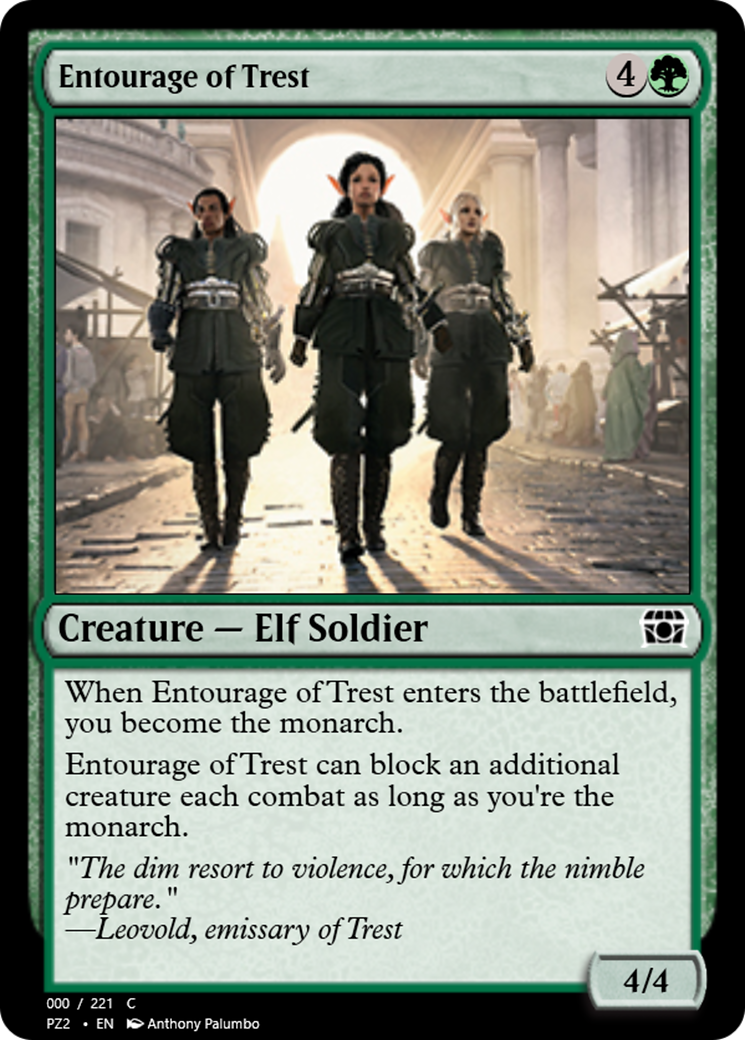 Entourage of Trest 4
Creature — Elf Soldier
When Entourage of Trest enters the battlefield,
you become the monarch.
Entourage of Trest can block an additional
creature each combat as long as you're the
monarch.
"The dim resort to violence, for which the nimble
prepare."
—Leovold, emissary of Trest
4/4
000 / 221 C
PZ2 • EN Anthony Palumbo